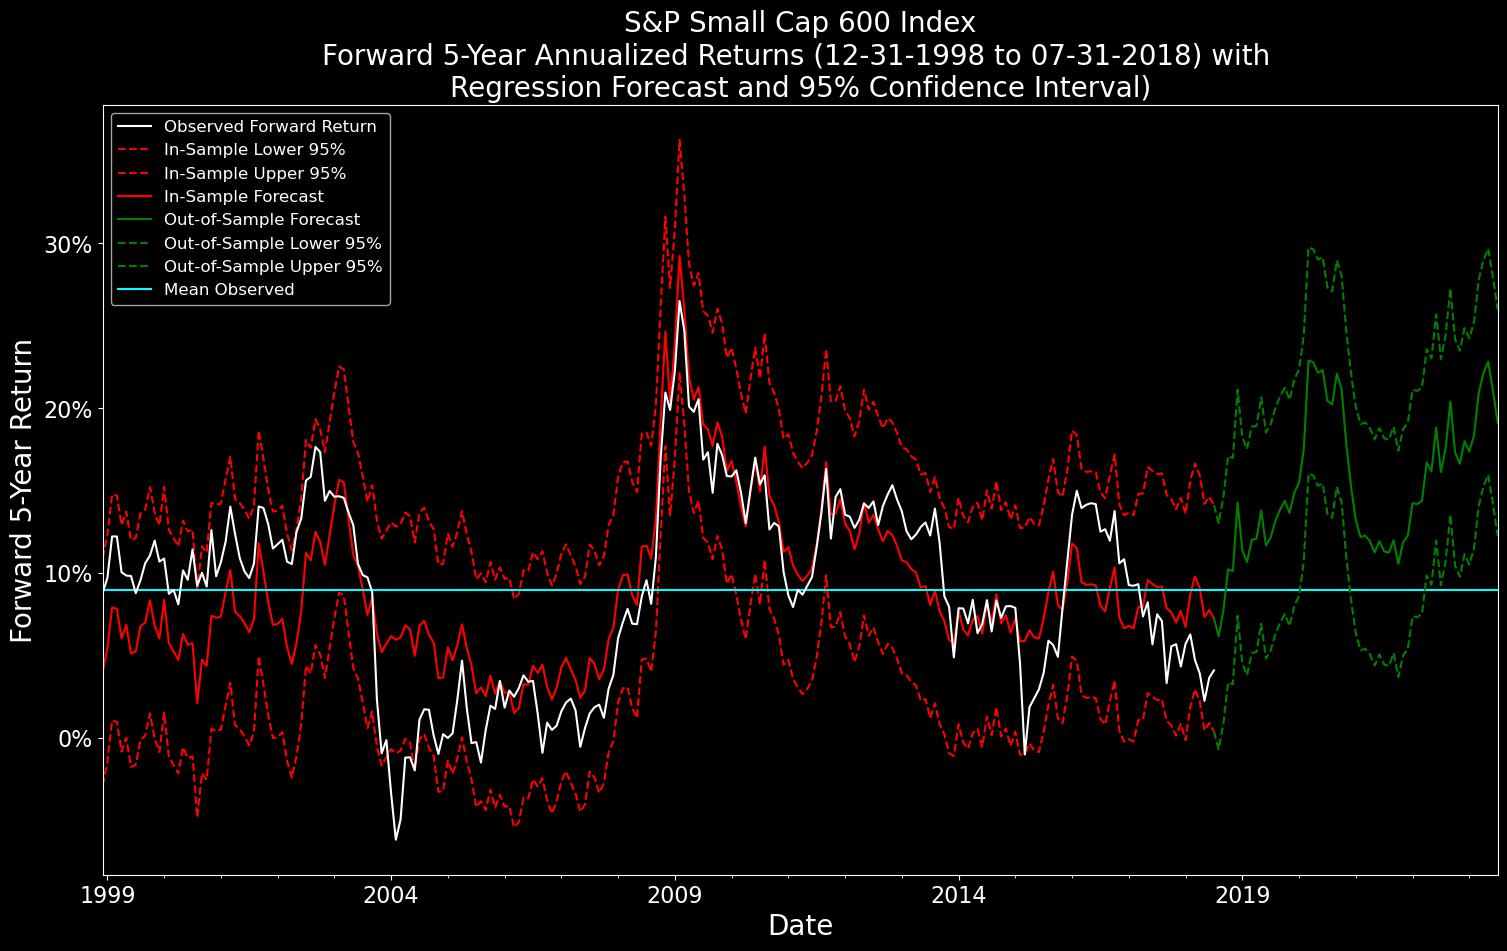 S&P Small Cap 600 Index
Forward 5-Year Annualized Returns (12-31-1998 to 07-31-2018) with
Regression Forecast and 95% Confidence Interval)
Observed Forward Return
In-Sample Lower 95%
In-Sample Upper 95%
In-Sample Forecast
Out-of-Sample Forecast
Out-of-Sample Lower 95%
Out-of-Sample Upper 95%
Mean Observed
Forward 5-Year Return
30%
20%
10%
0%
1999
2004
2009
2014
2019
Date